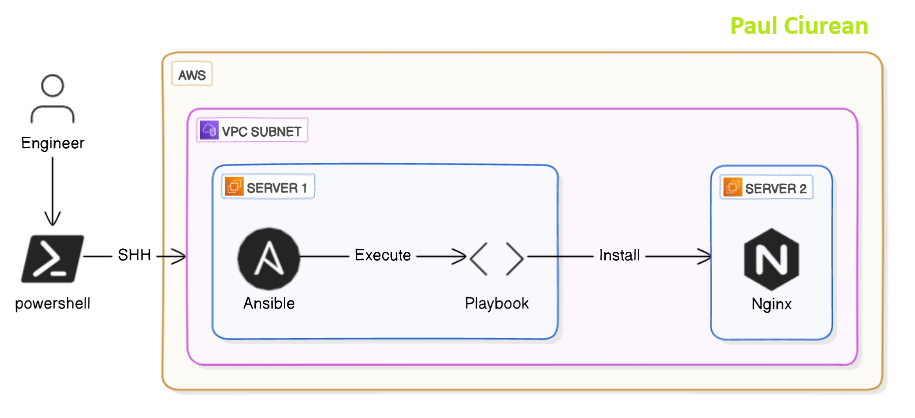 Paul Ciurean
AWS
Engineer
VPC SUBNET
SERVER 1
SERVER 2
SHH
Execute
Install
powershell
Ansible
Playbook
Nginx